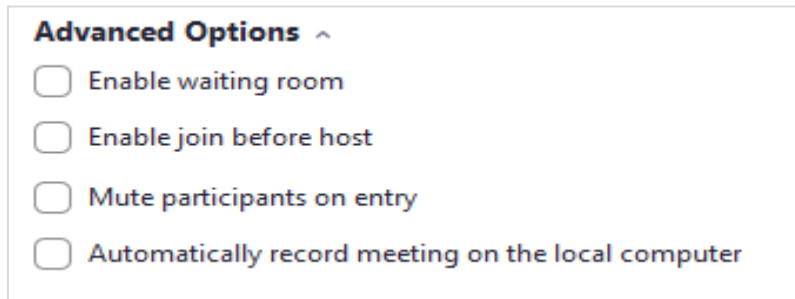 Advanced Options
Enable waiting room
Enable join before host
Mute participants on entry
Automatically record meeting on the local computer